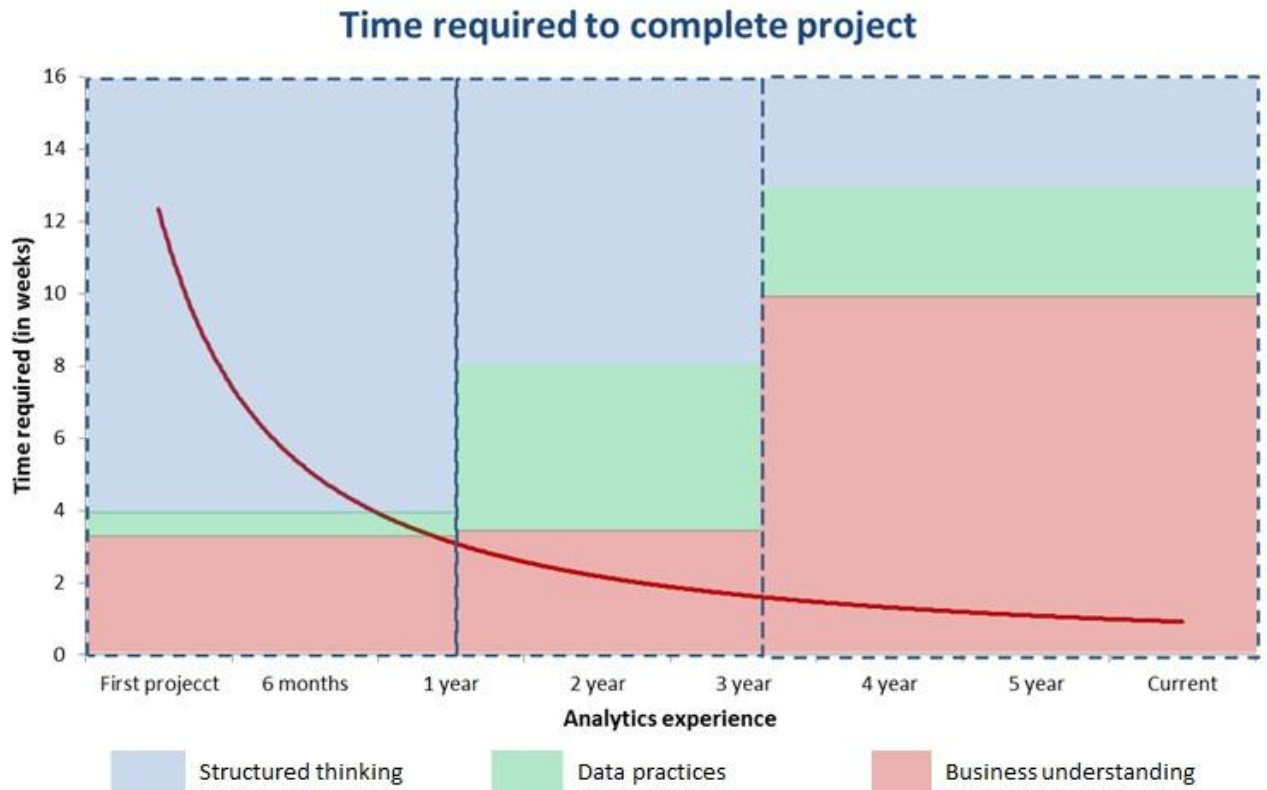 Time required to complete project
16
14
12
10
8
6
4
2
0
Time required (in weeks)
First projecct 6 months 1 year 2 year 3 year 4 year 5 year Current
Analytics experience
Structured thinking Data practices Business understanding